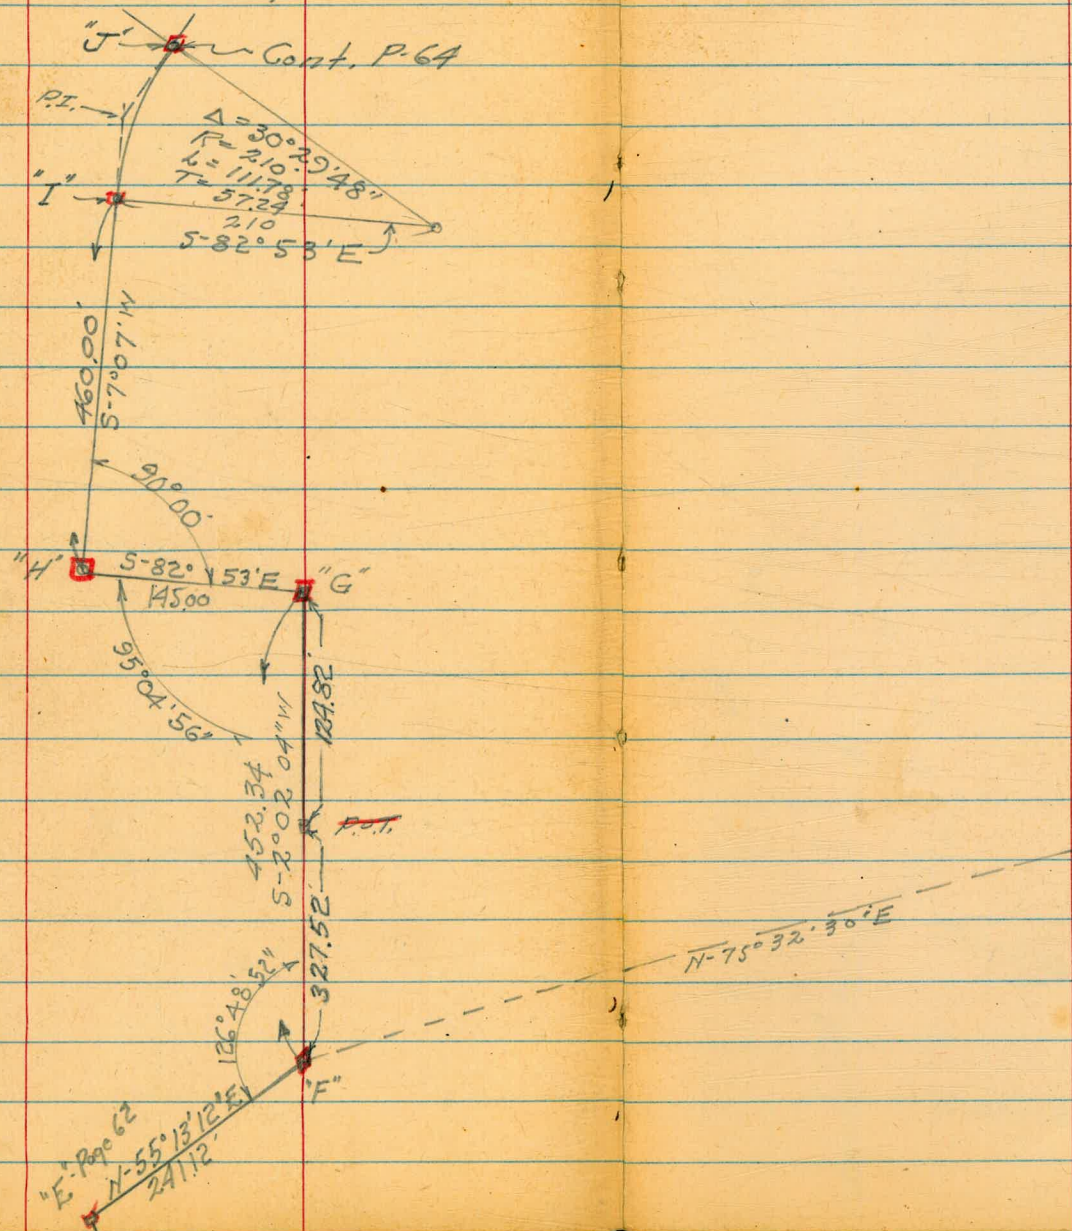 "J"
Cont. P-64
P.I.
Δ = 30°29'48"
R= 210.
L= 111.78
T= 57.24
"I"
210
S-82°53'E
460.00'
S-7°07'W
90°00'
"H"
S-82° 53'E
"G"
145.00
95°04'56"
124.82'
452.34
S-2°02 04"W
P.O.T.
327.52'
N-75°32'30"E
126°48'52"
"F"
"E"-Page 62
N-55°13'12"E
241.12'